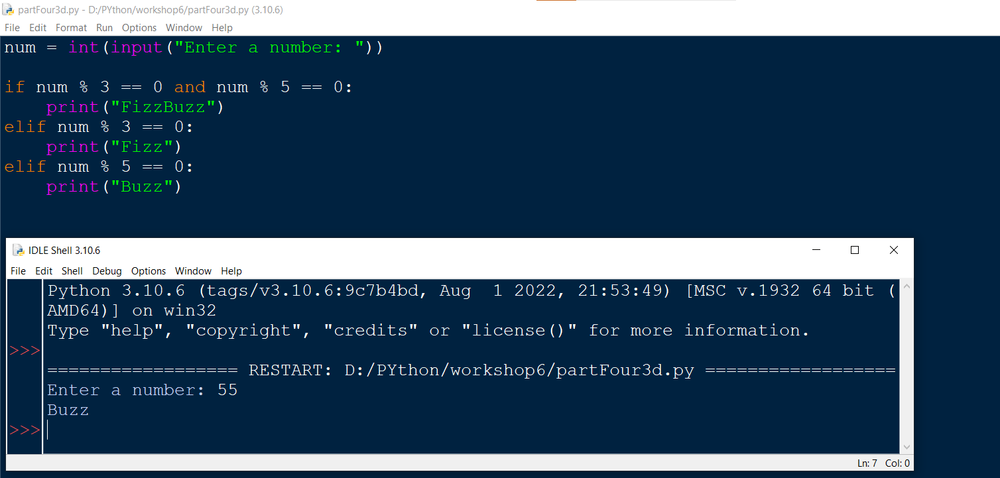 partFour3d.py - D:/PYthon/workshop6/partFour3d.py (3.10.6)
File Edit Format Run Options Window Help
num = int(input("Enter a number: "))
if num % 3 == 0 and num % 5 == 0:
    print("FizzBuzz")
elif num % 3 == 0:
    print("Fizz")
elif num % 5 == 0:
    print("Buzz")
IDLE Shell 3.10.6
File Edit Shell Debug Options Window Help
Python 3.10.6 (tags/v3.10.6:9c7b4bd, Aug  1 2022, 21:53:49) [MSC v.1932 64 bit (
AMD64)] on win32
Type "help", "copyright", "credits" or "license()" for more information.
>>>
================== RESTART: D:/PYthon/workshop6/partFour3d.py ==================
Enter a number: 55
Buzz
>>>
Ln: 7 Col: 0